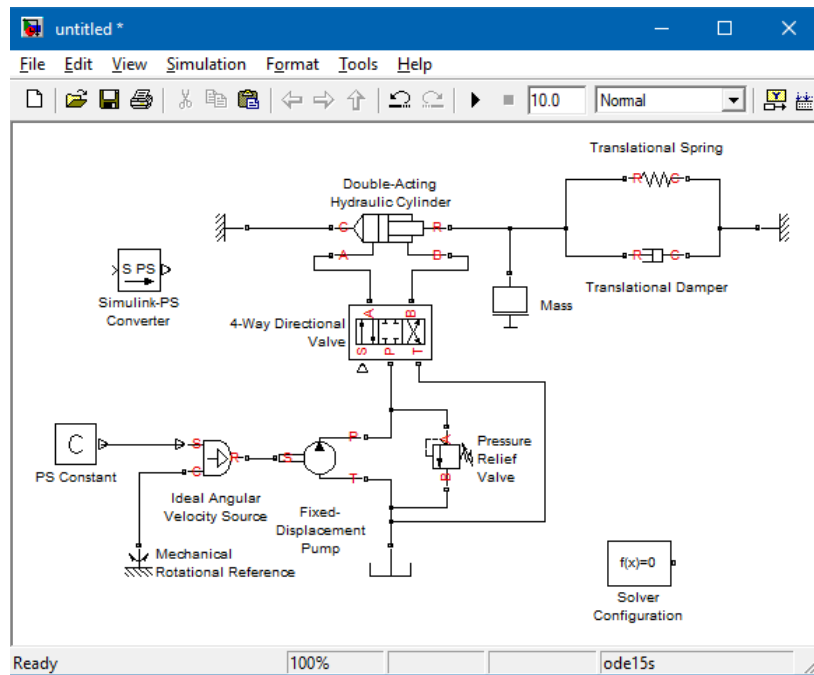 untitled *
File Edit View Simulation Format Tools Help
10.0 Normal
Translational Spring
R C
Double-Acting
Hydraulic Cylinder
C R
A B
R C
Translational Damper
S PS
Simulink-PS
Converter
Mass
4-Way Directional
Valve
A B
S P T
C
PS Constant
S
R
C
Ideal Angular
Velocity Source
S
P
T
Fixed-
Displacement
Pump
A
B
Pressure
Relief
Valve
Mechanical
Rotational Reference
f(x)=0
Solver
Configuration
Ready 100% ode15s